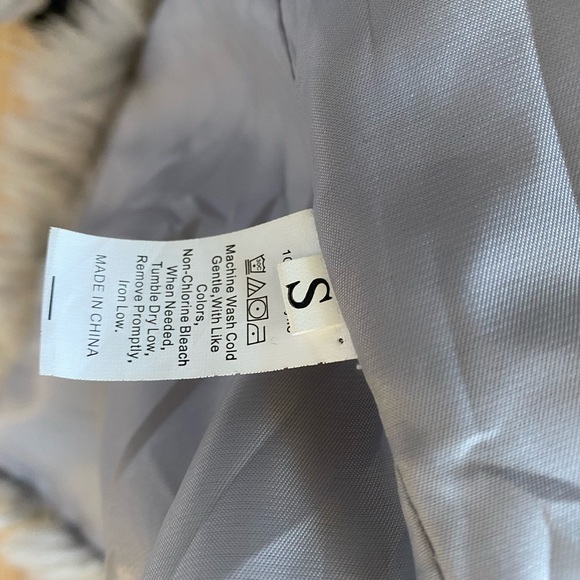 S
Machine Wash Cold
Gentle,With Like
Colors,
Non-Chlorine Bleach
When Needed,
Tumble Dry Low,
Remove Promptly,
Iron Low.
MADE IN CHINA